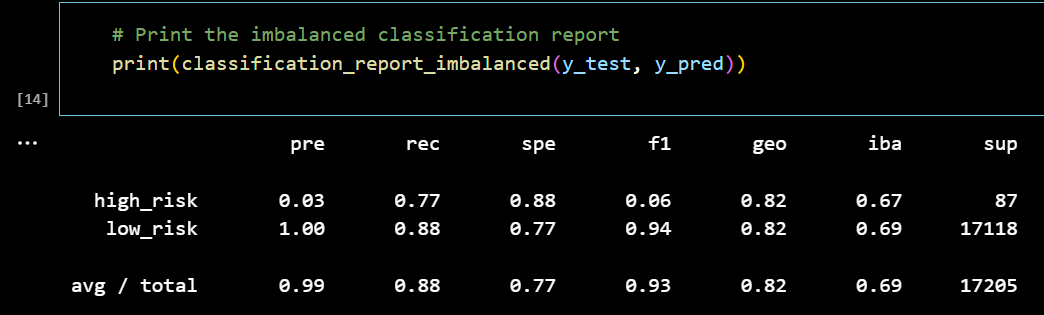 # Print the imbalanced classification report
print(classification_report_imbalanced(y_test, y_pred))
[14]
...
pre rec spe f1 geo iba sup
high_risk 0.03 0.77 0.88 0.06 0.82 0.67 87
low_risk 1.00 0.88 0.77 0.94 0.82 0.69 17118
avg / total 0.99 0.88 0.77 0.93 0.82 0.69 17205